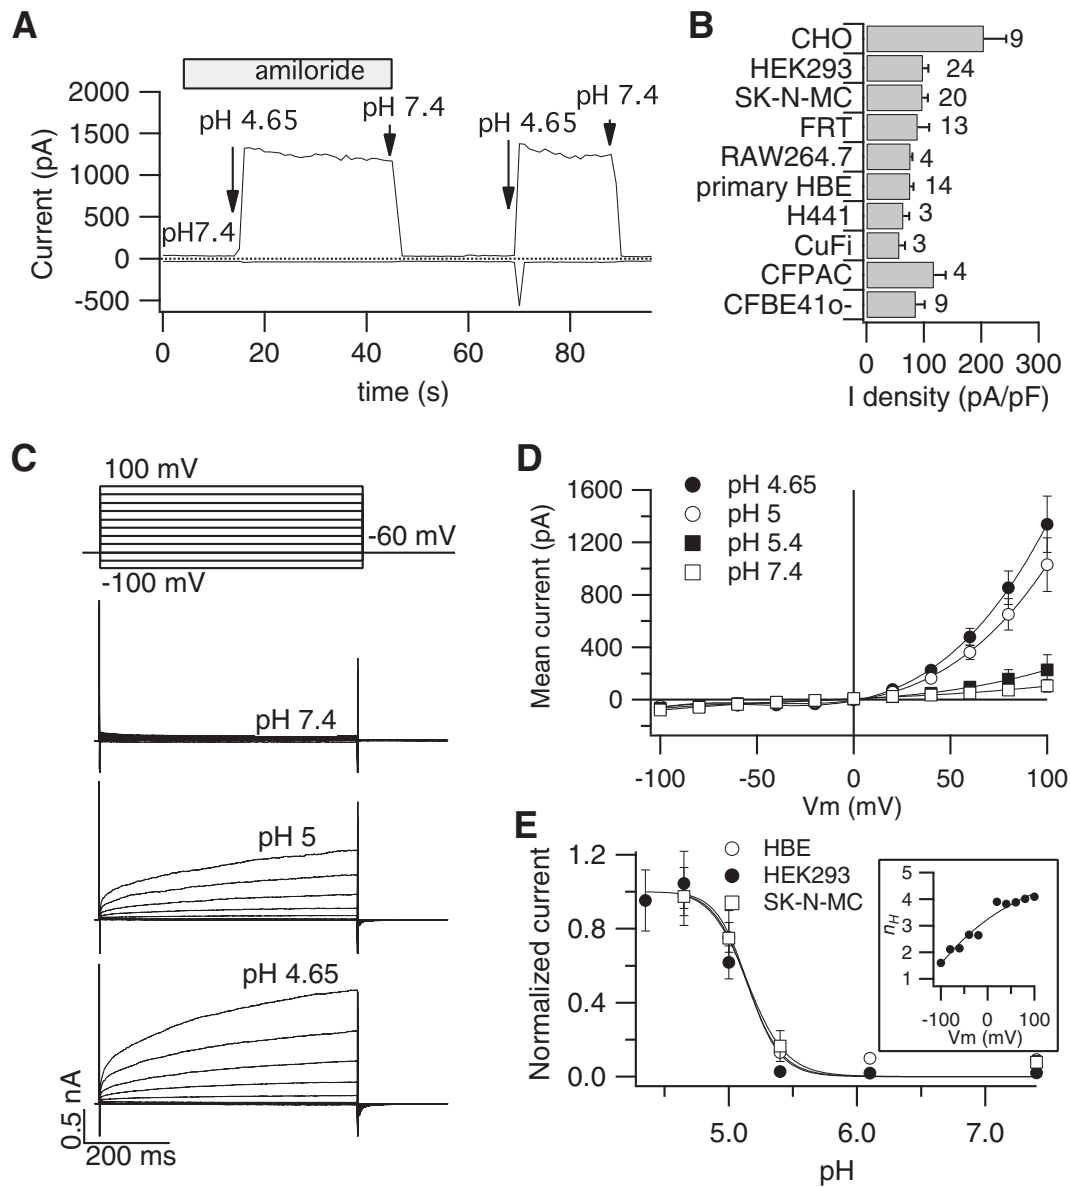 A
amiloride
pH 7.4
pH 4.65
pH 4.65
pH 7.4
pH7.4
2000
1500
1000
500
0
-500
Current (pA)
0 20 40 60 80
time (s)
B
CHO 9
HEK293 24
SK-N-MC 20
FRT 13
RAW264.7 4
primary HBE 14
H441 3
CuFi 3
CFPAC 4
CFBE41o- 9
0 100 200 300
I density (pA/pF)
C
100 mV
-60 mV
-100 mV
pH 7.4
pH 5
pH 4.65
0.5 nA
200 ms
D
pH 4.65
pH 5
pH 5.4
pH 7.4
1600
1200
800
400
0
Mean current (pA)
-100 -50 0 50 100
Vm (mV)
E
HBE
HEK293
SK-N-MC
1.2
0.8
0.4
0.0
Normalized current
5.0 6.0 7.0
pH
5
4
3
2
1
nH
-100 0 100
Vm (mV)